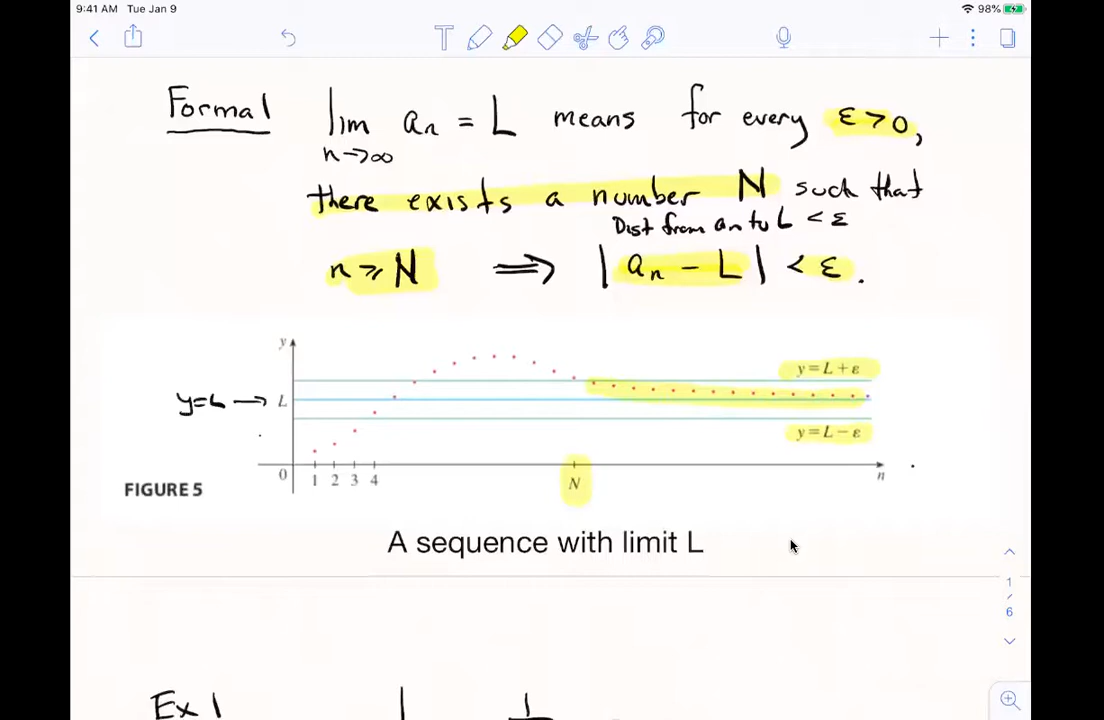 9:41 AM Tue Jan 9
98%
T
Formal lim aₙ = L means for every ε > 0,
n→∞
there exists a number N such that
Dist from an to L < ε
n ≥ N ⟹ | aₙ − L | < ε.
y
y = L + ε
y=L → L
y = L − ε
0 1 2 3 4 N n
FIGURE 5
A sequence with limit L
1
/
6
Ex 1
1